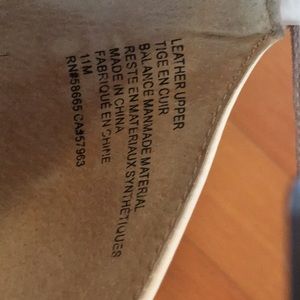 LEATHER UPPER
TIGE EN CUIR
BALANCE MANMADE MATERIAL
RESTE EN MATERIAUX SYNTHÉTIQUES
MADE IN CHINA
FABRIQUE EN CHINE
11M
RN#58665 CA#57963